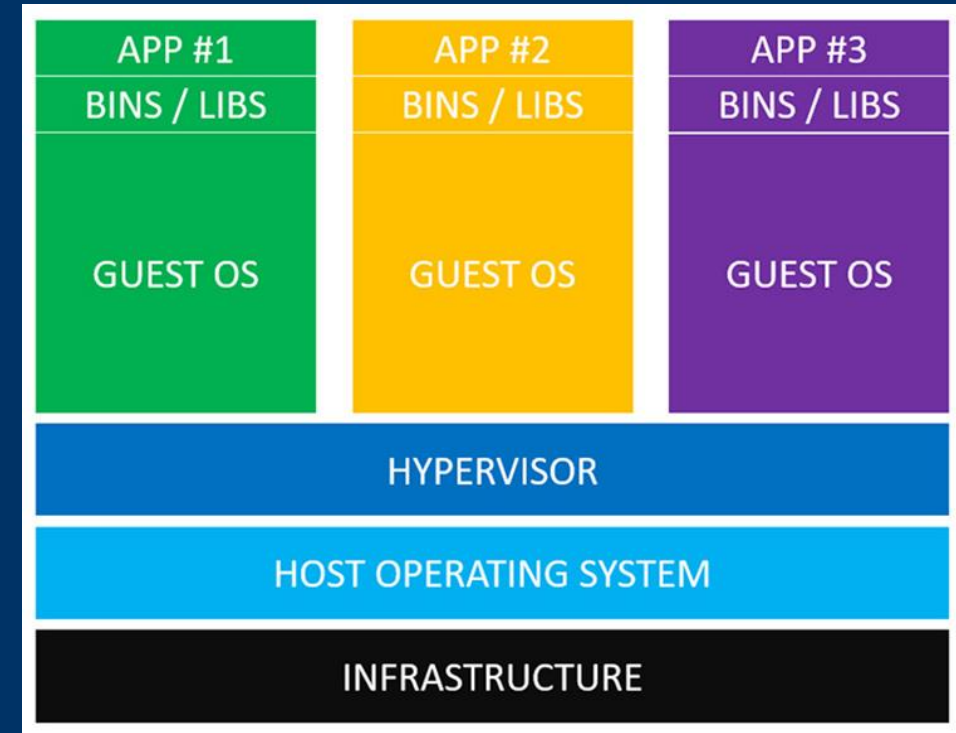 APP #1
BINS / LIBS
GUEST OS
APP #2
BINS / LIBS
GUEST OS
APP #3
BINS / LIBS
GUEST OS
HYPERVISOR
HOST OPERATING SYSTEM
INFRASTRUCTURE